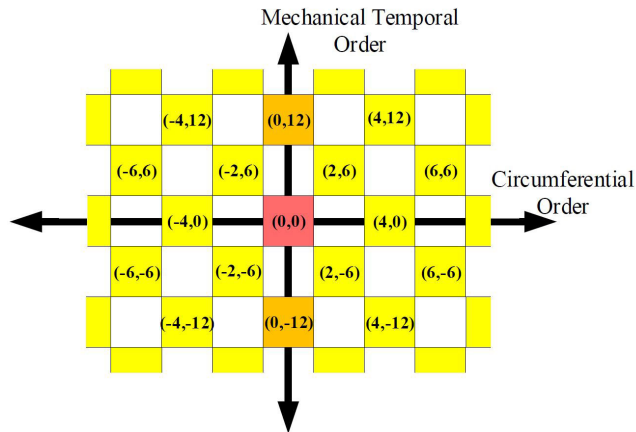 Mechanical Temporal
Order
(-4,12) (0,12) (4,12)
(-6,6) (-2,6) (2,6) (6,6)
Circumferential
Order
(-4,0) (0,0) (4,0)
(-6,-6) (-2,-6) (2,-6) (6,-6)
(-4,-12) (0,-12) (4,-12)